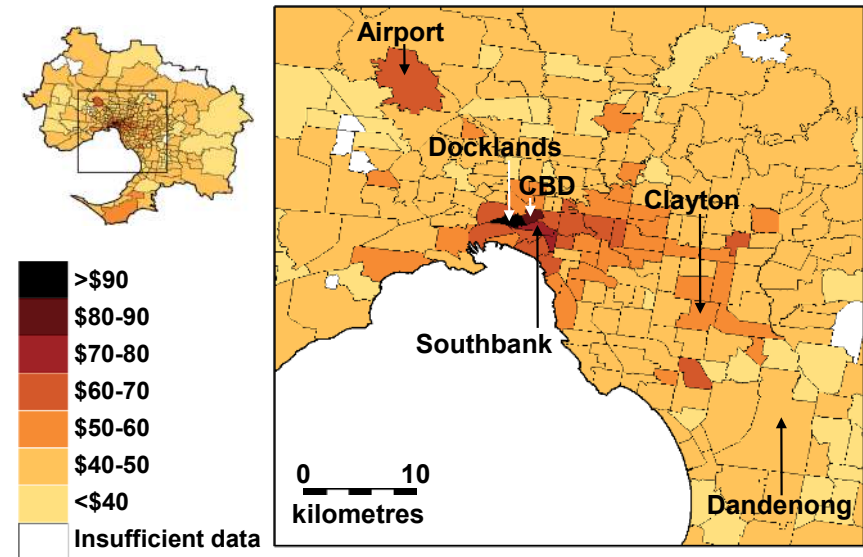 Airport
Docklands
CBD
Clayton
Southbank
Dandenong
0 10
kilometres
>$90
$80-90
$70-80
$60-70
$50-60
$40-50
<$40
Insufficient data